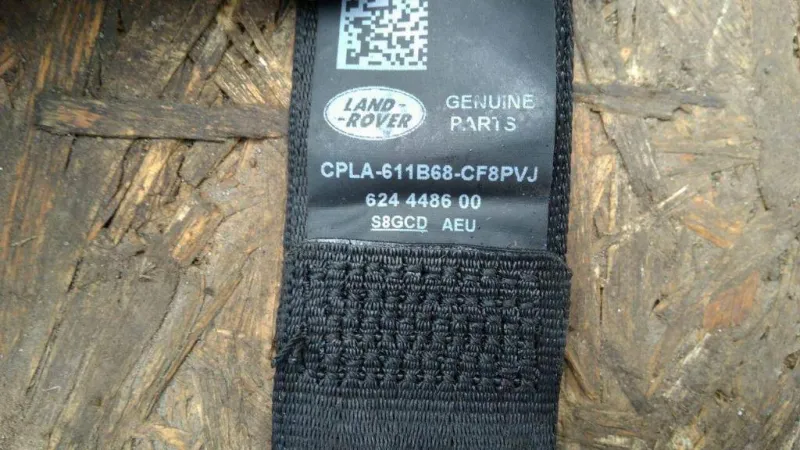 LAND-
-ROVER
GENUINE
PARTS
CPLA-611B68-CF8PVJ
624 4486 00
S8GCD AEU